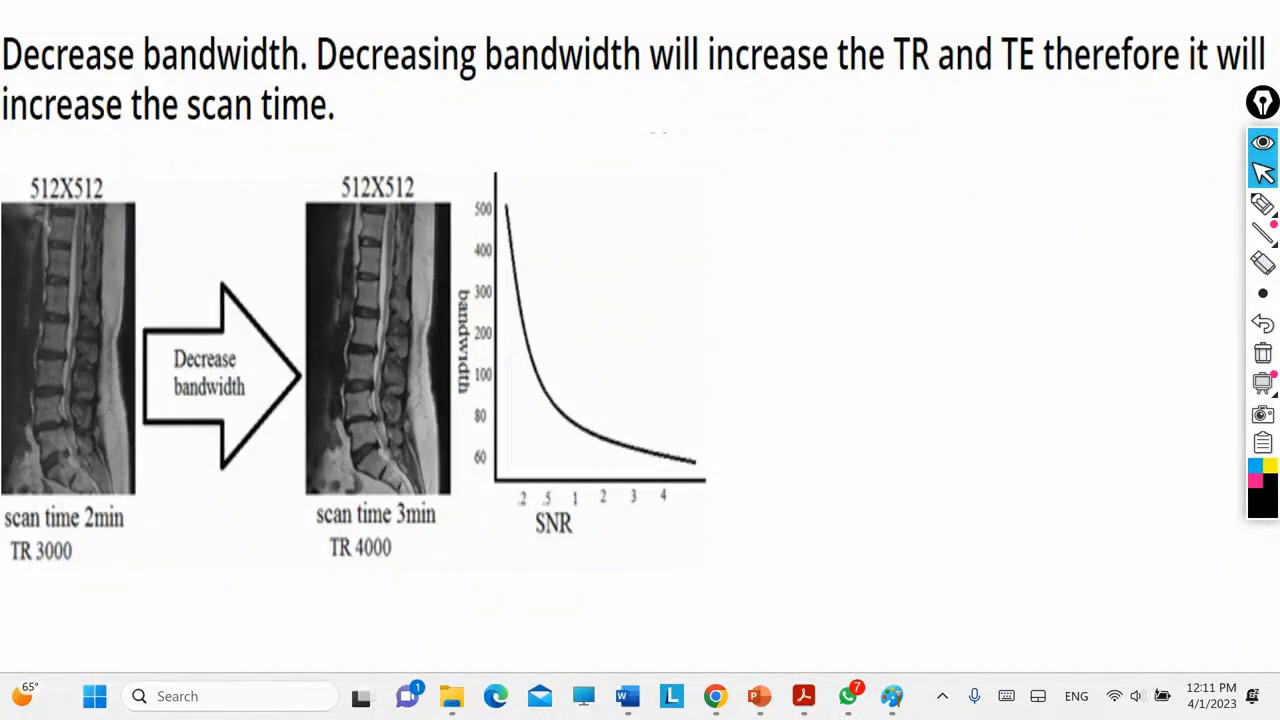 Decrease bandwidth. Decreasing bandwidth will increase the TR and TE therefore it will
increase the scan time.
512X512
512X512
Decrease
bandwidth
scan time 2min
TR 3000
scan time 3min
TR 4000
bandwidth
500
400
300
200
100
80
60
.2 .5 1 2 3 4
SNR
65°
Search
1
7
ENG
12:11 PM
4/1/2023